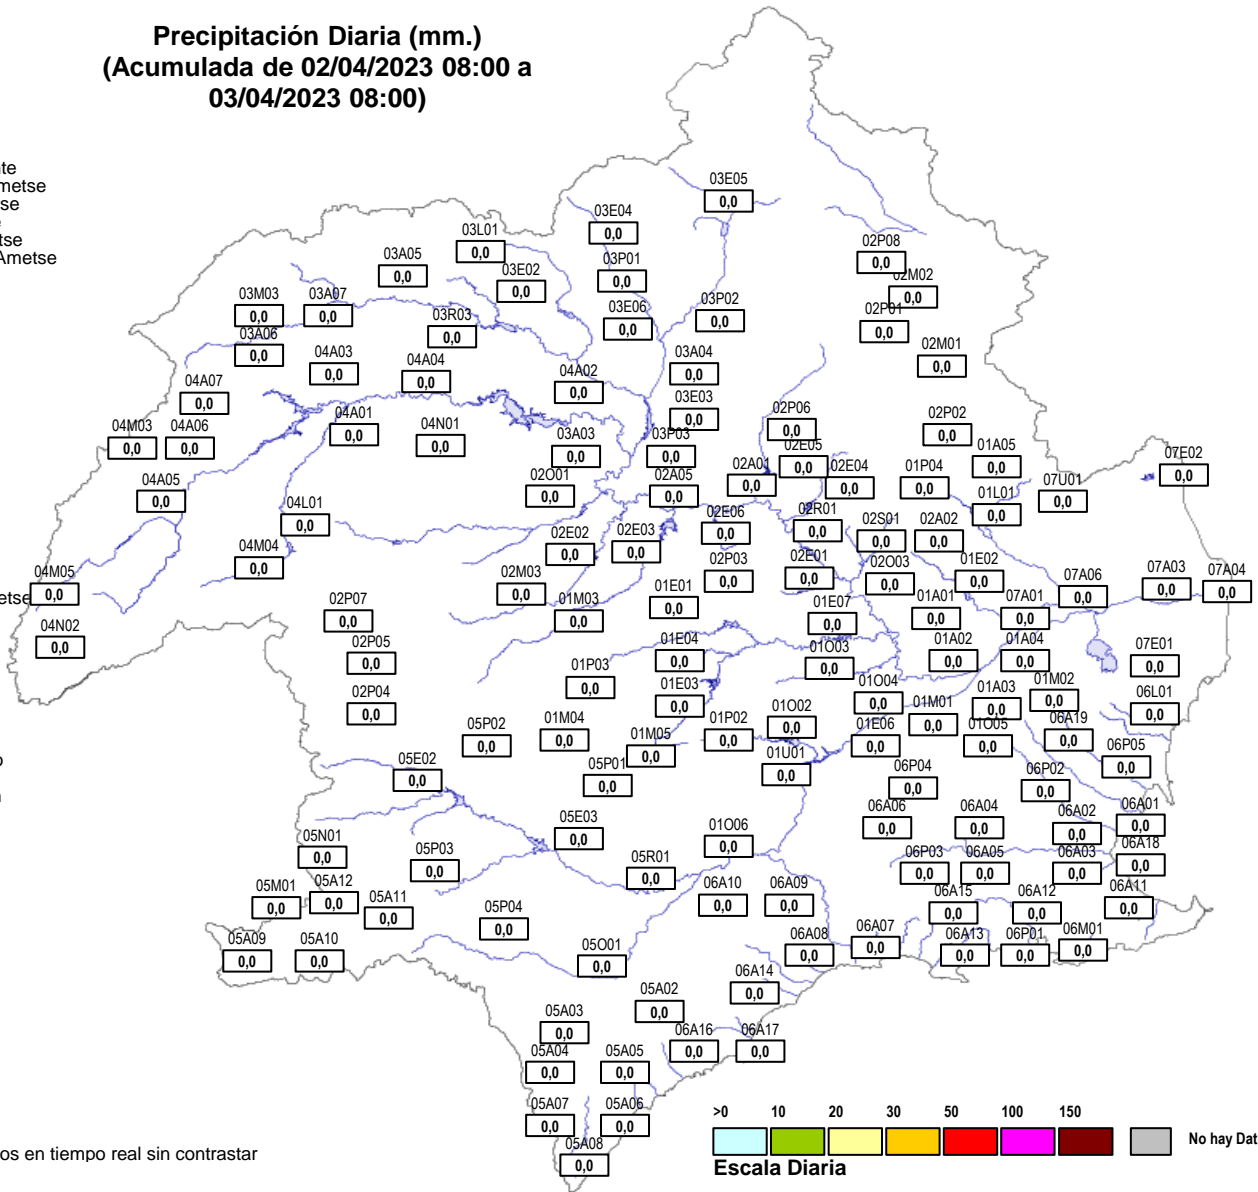 Precipitación Diaria (mm.)
(Acumulada de 02/04/2023 08:00 a
03/04/2023 08:00)
03E05
0,0
03E04
0,0
03L01
0,0
03A05
0,0
03E02
0,0
03P01
0,0
02P08
0,0
02M02
0,0
03M03
0,0
03A07
0,0
03R03
0,0
03E06
0,0
03P02
0,0
02P01
0,0
03A06
0,0
04A03
0,0
04A04
0,0
04A02
0,0
03A04
0,0
02M01
0,0
04A07
0,0
03E03
0,0
04M03
0,0
04A06
0,0
04A01
0,0
04N01
0,0
03A03
0,0
03P03
0,0
02P06
0,0
02E05
0,0
02P02
0,0
01A05
0,0
07E02
0,0
04A05
0,0
02O01
0,0
02A05
0,0
02A01
0,0
02E04
0,0
01P04
0,0
07U01
0,0
01L01
0,0
04L01
0,0
02E06
0,0
02R01
0,0
02S01
0,0
02A02
0,0
04M04
0,0
02E02
0,0
02E03
0,0
02P03
0,0
02E01
0,0
02O03
0,0
01E02
0,0
04M05
0,0
02M03
0,0
01M03
0,0
01E01
0,0
01E07
0,0
01A01
0,0
07A01
0,0
07A06
0,0
07A03
0,0
07A04
0,0
04N02
0,0
02P07
0,0
02P05
0,0
02P04
0,0
01P03
0,0
01E04
0,0
01E03
0,0
01O03
0,0
01A02
0,0
01A04
0,0
07E01
0,0
01O04
0,0
01M01
0,0
01A03
0,0
01M02
0,0
06L01
0,0
05P02
0,0
01M04
0,0
01M05
0,0
01P02
0,0
01O02
0,0
01E06
0,0
01O05
0,0
06A19
0,0
06P05
0,0
05E02
0,0
05P01
0,0
01U01
0,0
06P04
0,0
06P02
0,0
05E03
0,0
01O06
0,0
06A06
0,0
06A04
0,0
06A02
0,0
06A01
0,0
05N01
0,0
05P03
0,0
05R01
0,0
06P03
0,0
06A05
0,0
06A03
0,0
06A18
0,0
05M01
0,0
05A12
0,0
05A11
0,0
05P04
0,0
06A10
0,0
06A09
0,0
06A15
0,0
06A12
0,0
06A11
0,0
05A09
0,0
05A10
0,0
05O01
0,0
06A08
0,0
06A07
0,0
06A13
0,0
06P01
0,0
06M01
0,0
06A14
0,0
05A02
0,0
05A03
0,0
06A16
0,0
06A17
0,0
05A04
0,0
05A05
0,0
05A07
0,0
05A06
0,0
05A08
0,0
>0 10 20 30 50 100 150
No hay Dat
Escala Diaria
os en tiempo real sin contrastar